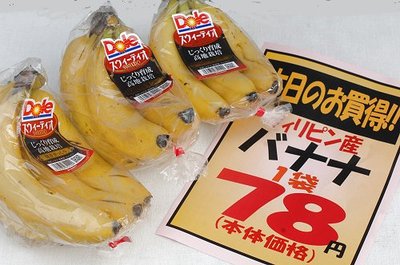 Dole
スウィーティオ
じっくり育成
高地栽培
Dole
スウィーティオ
じっくり育成
高地栽培
Dole
スウィーティオ
じっくり育成
高地栽培
本日のお買得!!
ィリピン産
バナナ
1袋
78円
(本体価格)